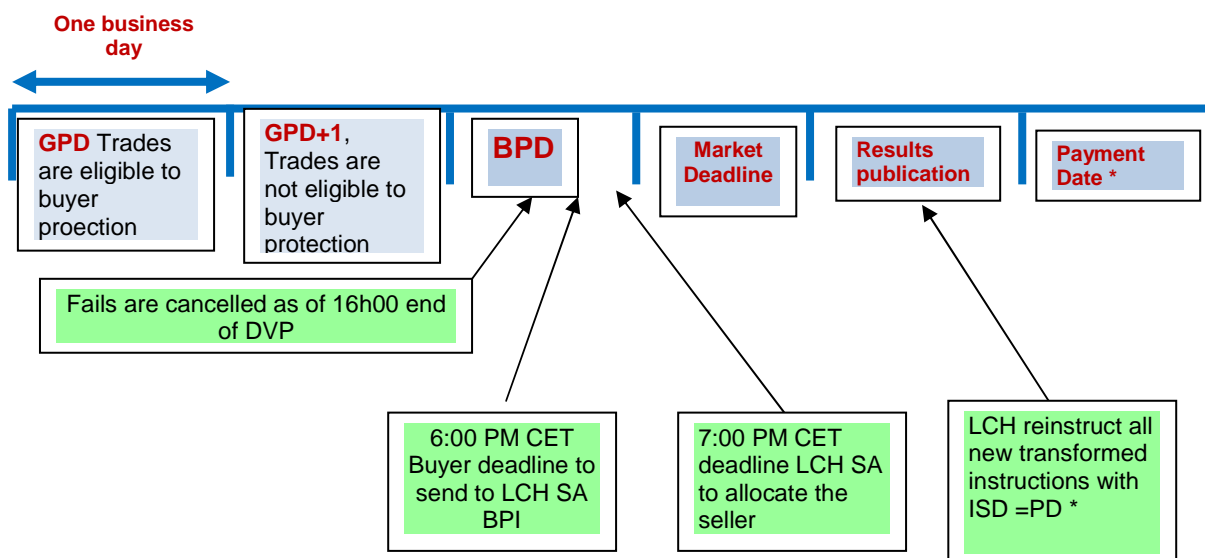 One business
day
GPD Trades
are eligible to
buyer
proection
GPD+1,
Trades are
not eligible to
buyer
protection
BPD
Market
Deadline
Results
publication
Payment
Date *
Fails are cancelled as of 16h00 end
of DVP
6:00 PM CET
Buyer deadline to
send to LCH SA
BPI
7:00 PM CET
deadline LCH SA
to allocate the
seller
LCH reinstruct all
new transformed
instructions with
ISD =PD *